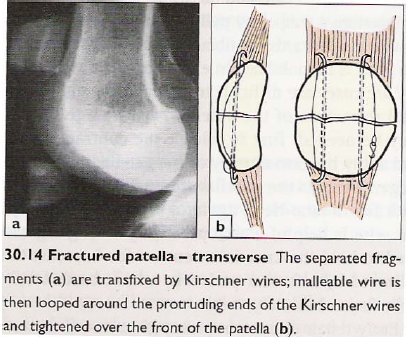 a
b
30.14 Fractured patella – transverse The separated frag-
ments (a) are transfixed by Kirschner wires; malleable wire is
then looped around the protruding ends of the Kirschner wires
and tightened over the front of the patella (b).